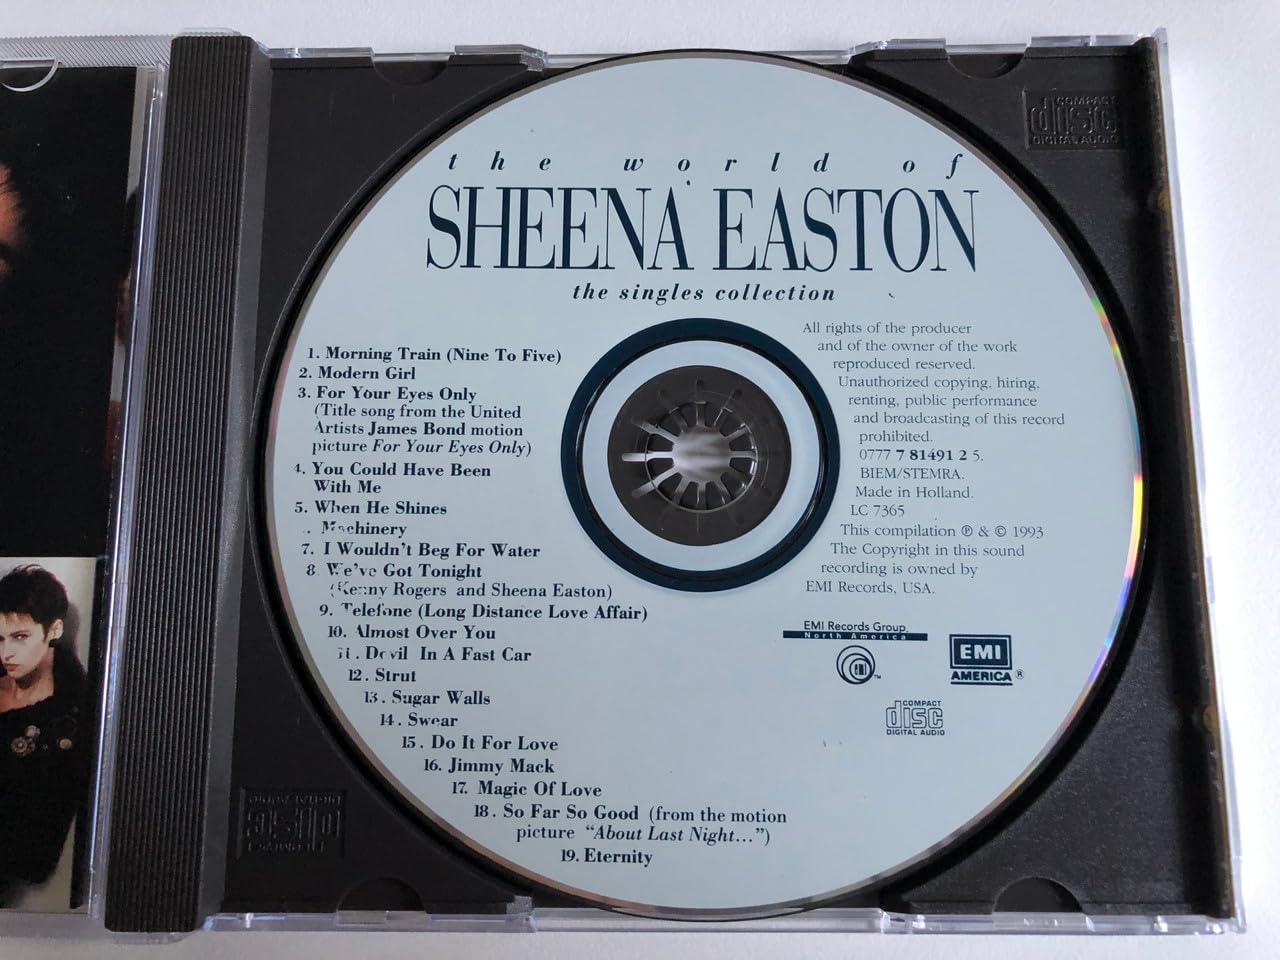 the world of
SHEENA EASTON
the singles collection
1. Morning Train (Nine To Five)
2. Modern Girl
3. For Your Eyes Only
(Title song from the United
Artists James Bond motion
picture For Your Eyes Only)
4. You Could Have Been
With Me
5. When He Shines
. Machinery
7. I Wouldn't Beg For Water
8. We've Got Tonight
(Kenny Rogers and Sheena Easton)
9. Telefone (Long Distance Love Affair)
10. Almost Over You
11. Devil In A Fast Car
12. Strut
13. Sugar Walls
14. Swear
15. Do It For Love
16. Jimmy Mack
17. Magic Of Love
18. So Far So Good (from the motion
picture "About Last Night...")
19. Eternity
All rights of the producer
and of the owner of the work
reproduced reserved.
Unauthorized copying, hiring,
renting, public performance
and broadcasting of this record
prohibited.
0777 7 81491 2 5.
BIEM/STEMRA.
Made in Holland.
LC 7365
This compilation ℗ & © 1993
The Copyright in this sound
recording is owned by
EMI Records, USA.
EMI Records Group
North America
EMI ™
EMI
AMERICA ®
COMPACT
disc
DIGITAL AUDIO
COMPACT
disc
DIGITAL AUDIO
COMPACT
disc
DIGITAL AUDIO